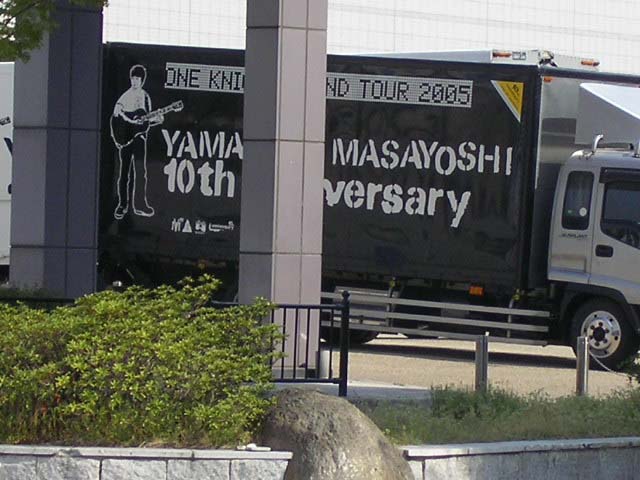 ONE KNI ND TOUR 2005
YAMA MASAYOSHI
10th versary